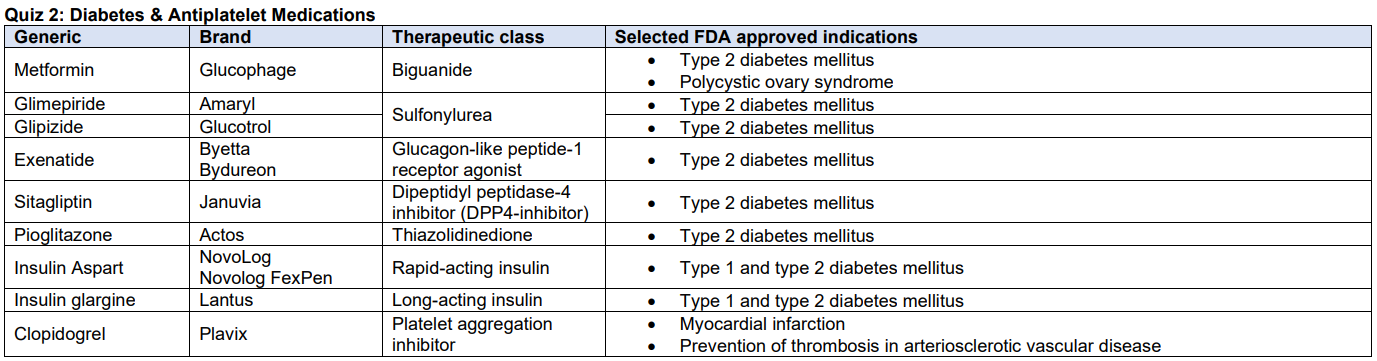 Quiz 2: Diabetes & Antiplatelet Medications
Generic Brand Therapeutic class Selected FDA approved indications
Metformin Glucophage Biguanide • Type 2 diabetes mellitus
• Polycystic ovary syndrome
Glimepiride Amaryl Sulfonylurea • Type 2 diabetes mellitus
Glipizide Glucotrol • Type 2 diabetes mellitus
Exenatide Byetta
Bydureon Glucagon-like peptide-1
receptor agonist • Type 2 diabetes mellitus
Sitagliptin Januvia Dipeptidyl peptidase-4
inhibitor (DPP4-inhibitor) • Type 2 diabetes mellitus
Pioglitazone Actos Thiazolidinedione • Type 2 diabetes mellitus
Insulin Aspart NovoLog
Novolog FexPen Rapid-acting insulin • Type 1 and type 2 diabetes mellitus
Insulin glargine Lantus Long-acting insulin • Type 1 and type 2 diabetes mellitus
Clopidogrel Plavix Platelet aggregation
inhibitor • Myocardial infarction
• Prevention of thrombosis in arteriosclerotic vascular disease